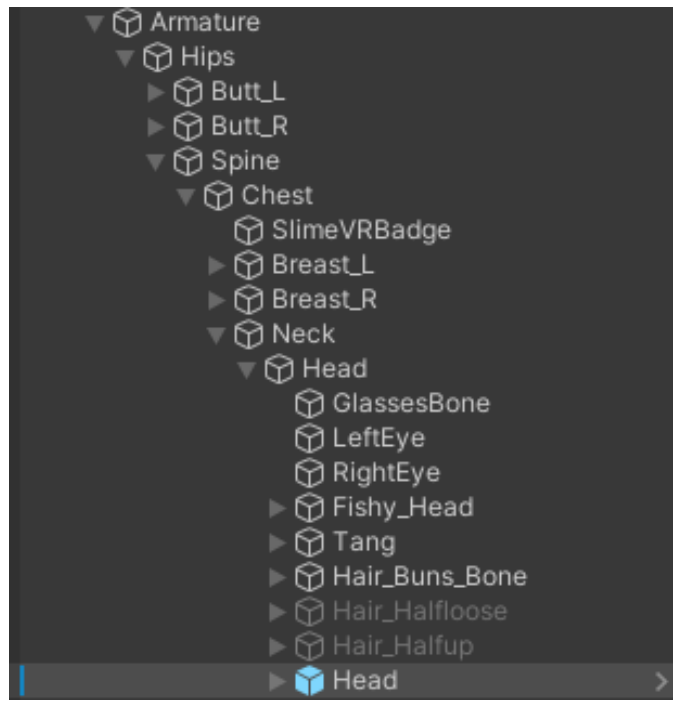 Armature
Hips
Butt_L
Butt_R
Spine
Chest
SlimeVRBadge
Breast_L
Breast_R
Neck
Head
GlassesBone
LeftEye
RightEye
Fishy_Head
Tang
Hair_Buns_Bone
Hair_Halfloose
Hair_Halfup
Head